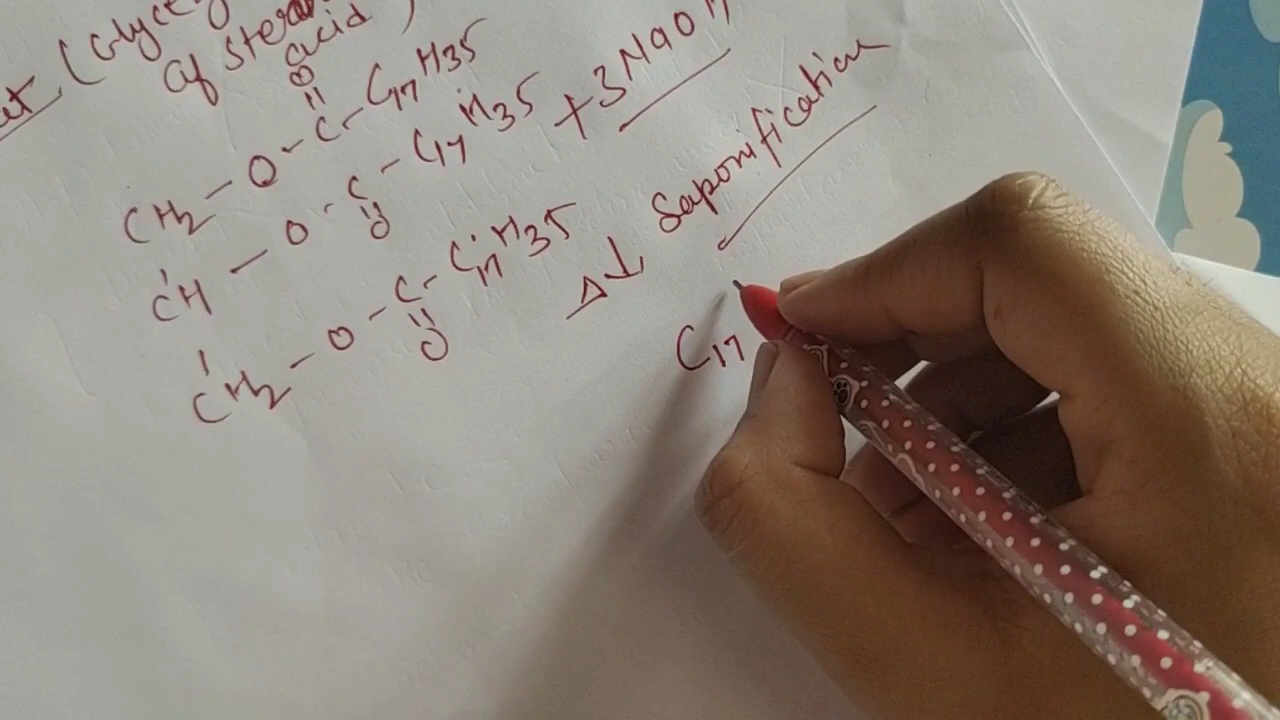 (Glyce
of Stear
acid)
O
||
CH2 - O - C - C17H35 + 3NaOH
CH - O - C - C17H35
||
O
Saponification
CH2 - O - C - C17H35
||
O
Δ↓
C17